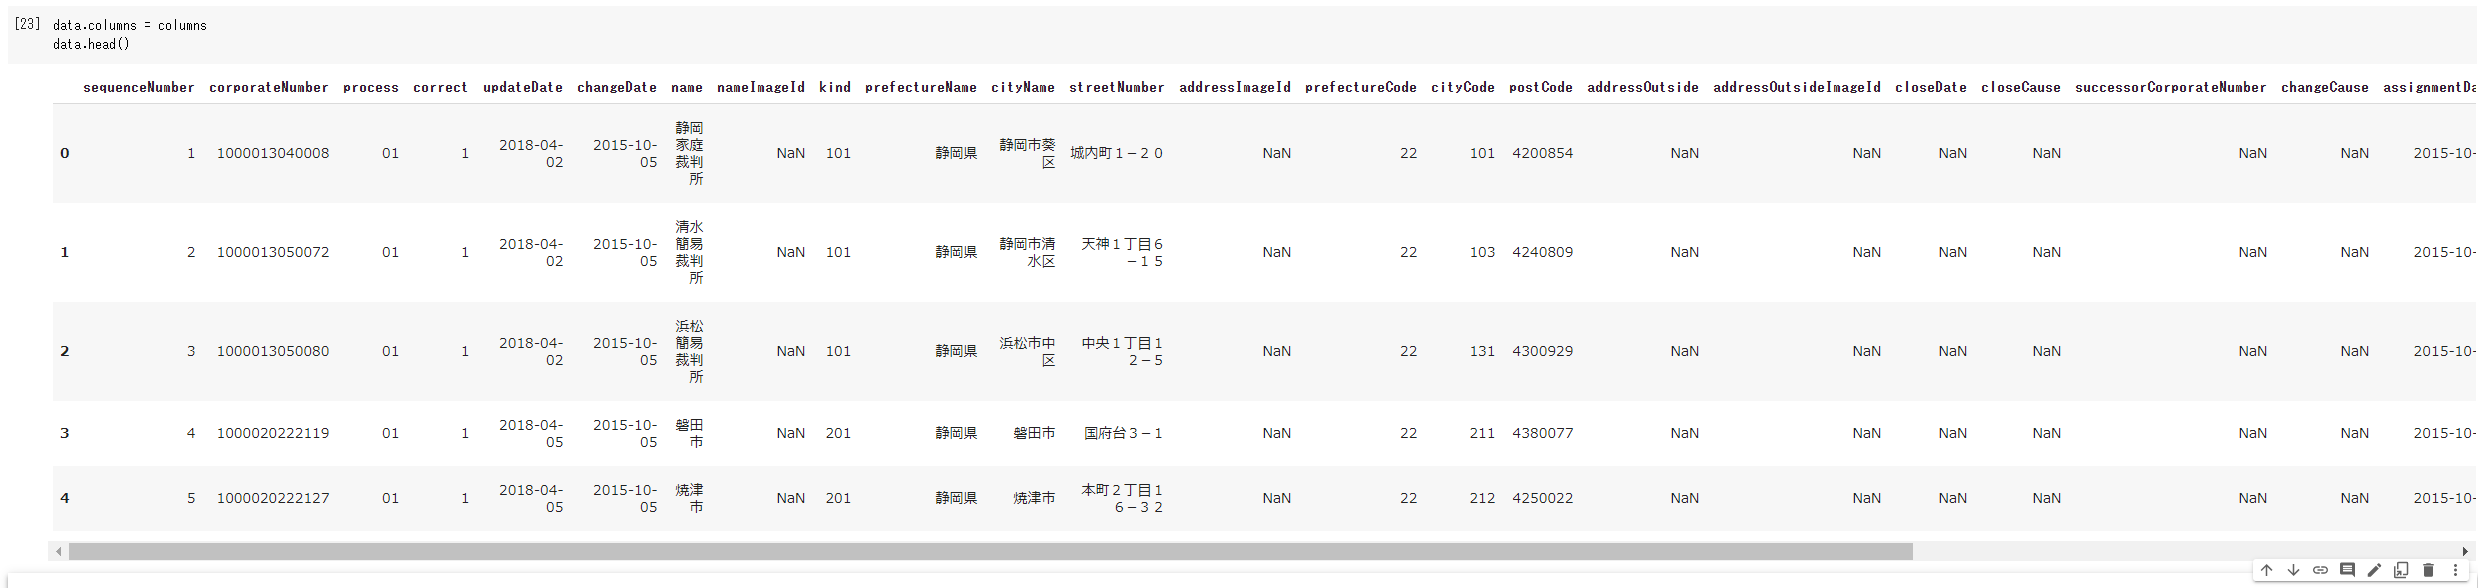 [23] data.columns = columns
data.head()
sequenceNumber corporateNumber process correct updateDate changeDate name nameImageId kind prefectureName cityName streetNumber addressImageId prefectureCode cityCode postCode addressOutside addressOutsideImageId closeDate closeCause successorCorporateNumber changeCause assignmentDa
0 1 1000013040008 01 1 2018-04-02 2015-10-05 静岡家庭裁判所 NaN 101 静岡県 静岡市葵区 城内町１－２０ NaN 22 101 4200854 NaN NaN NaN NaN NaN NaN 2015-10-
1 2 1000013050072 01 1 2018-04-02 2015-10-05 清水簡易裁判所 NaN 101 静岡県 静岡市清水区 天神１丁目６－１５ NaN 22 103 4240809 NaN NaN NaN NaN NaN NaN 2015-10-
2 3 1000013050080 01 1 2018-04-02 2015-10-05 浜松簡易裁判所 NaN 101 静岡県 浜松市中区 中央１丁目１２－５ NaN 22 131 4300929 NaN NaN NaN NaN NaN NaN 2015-10-
3 4 1000020222119 01 1 2018-04-05 2015-10-05 磐田市 NaN 201 静岡県 磐田市 国府台３－１ NaN 22 211 4380077 NaN NaN NaN NaN NaN NaN 2015-10-
4 5 1000020222127 01 1 2018-04-05 2015-10-05 焼津市 NaN 201 静岡県 焼津市 本町２丁目１６－３２ NaN 22 212 4250022 NaN NaN NaN NaN NaN NaN 2015-10-